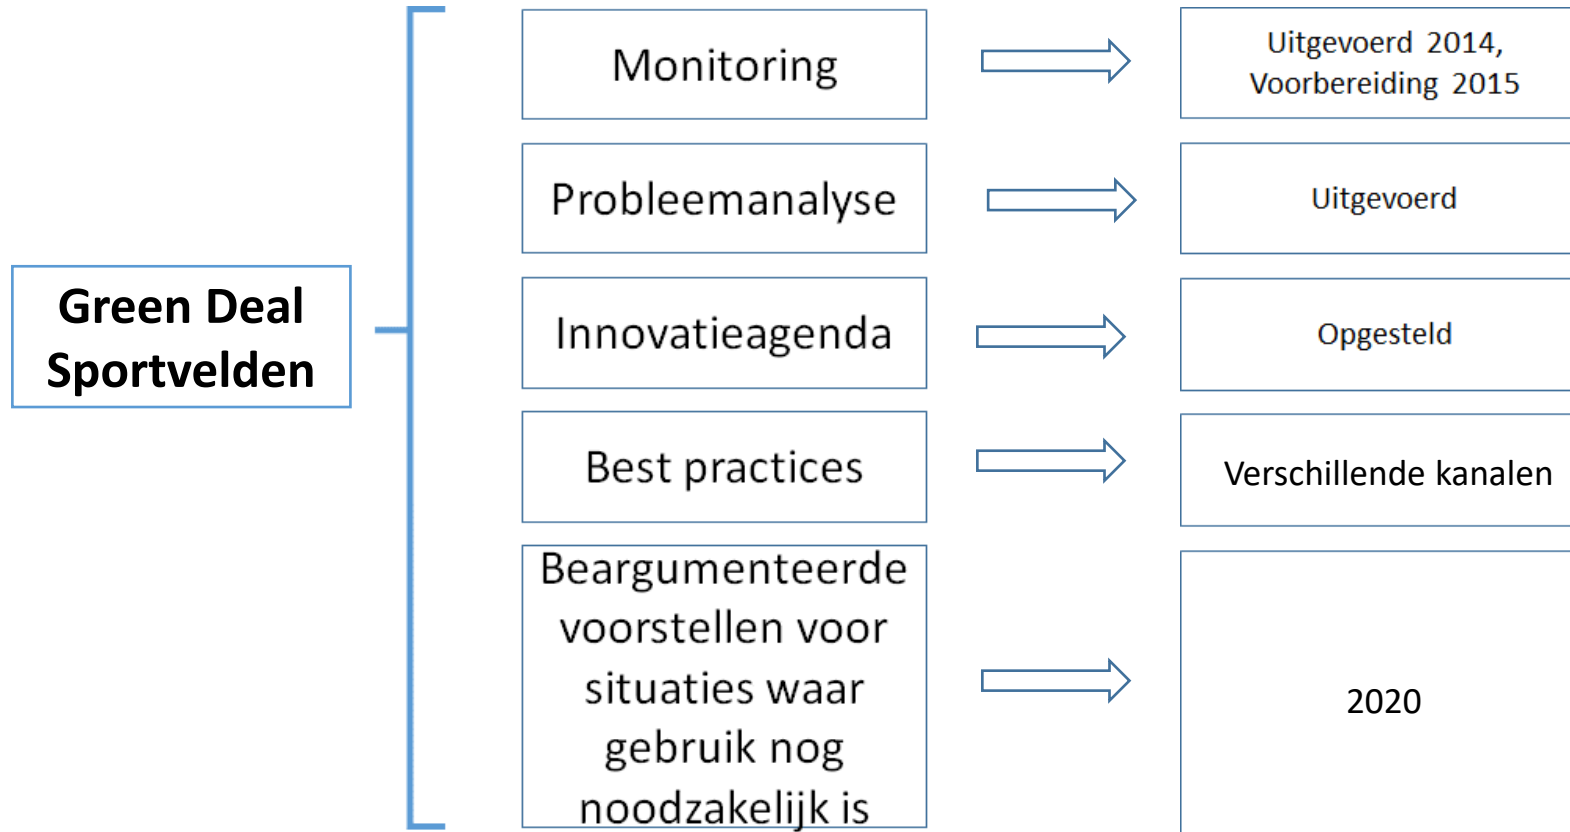 Green Deal
Sportvelden
Monitoring
Uitgevoerd 2014,
Voorbereiding 2015
Probleemanalyse
Uitgevoerd
Innovatieagenda
Opgesteld
Best practices
Verschillende kanalen
Beargumenteerde
voorstellen voor
situaties waar
gebruik nog
noodzakelijk is
2020